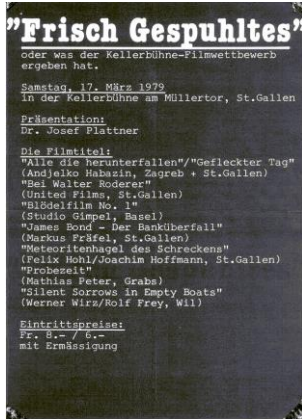 "Frisch Gespuhltes"
oder was der Kellerbühne-Filmwettbewerb
ergeben hat.
Samstag, 17. März 1979
in der Kellerbühne am Müllertor, St.Gallen
Präsentation:
Dr. Josef Plattner
Die Filmtitel:
"Alle die herunterfallen"/"Gefleckter Tag"
(Andjelko Habazin, Zagreb + St.Gallen)
"Bei Walter Roderer"
(United Films, St.Gallen)
"Blödelfilm No. 1"
(Studio Gimpel, Basel)
"James Bond - Der Banküberfall"
(Markus Fräfel, St.Gallen)
"Meteoritenhagel des Schreckens"
(Felix Hohl/Joachim Hoffmann, St.Gallen)
"Probezeit"
(Mathias Peter, Grabs)
"Silent Sorrows in Empty Boats"
(Werner Wirz/Rolf Frey, Wil)
Eintrittspreise:
Fr. 8.- / 6.-
mit Ermässigung